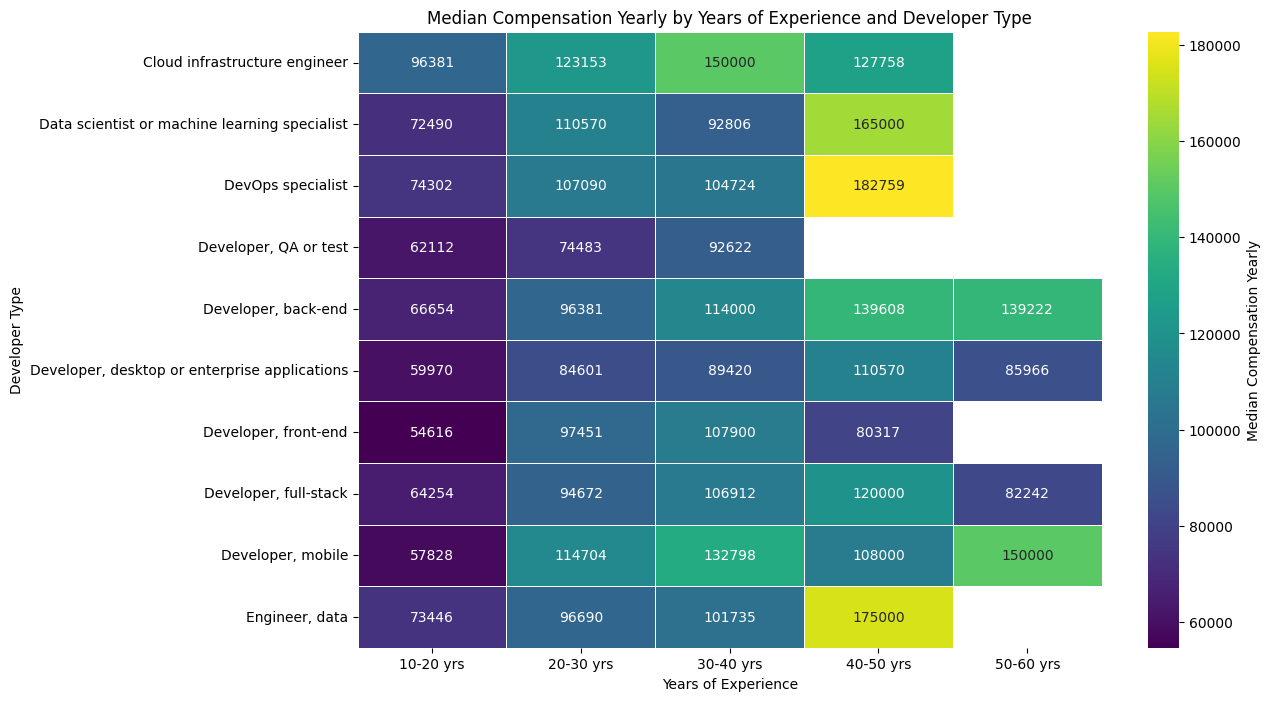 Median Compensation Yearly by Years of Experience and Developer Type
Developer Type
Cloud infrastructure engineer 96381 123153 150000 127758
Data scientist or machine learning specialist 72490 110570 92806 165000
DevOps specialist 74302 107090 104724 182759
Developer, QA or test 62112 74483 92622
Developer, back-end 66654 96381 114000 139608 139222
Developer, desktop or enterprise applications 59970 84601 89420 110570 85966
Developer, front-end 54616 97451 107900 80317
Developer, full-stack 64254 94672 106912 120000 82242
Developer, mobile 57828 114704 132798 108000 150000
Engineer, data 73446 96690 101735 175000
10-20 yrs 20-30 yrs 30-40 yrs 40-50 yrs 50-60 yrs
Years of Experience
180000
160000
140000
120000
100000
80000
60000
Median Compensation Yearly